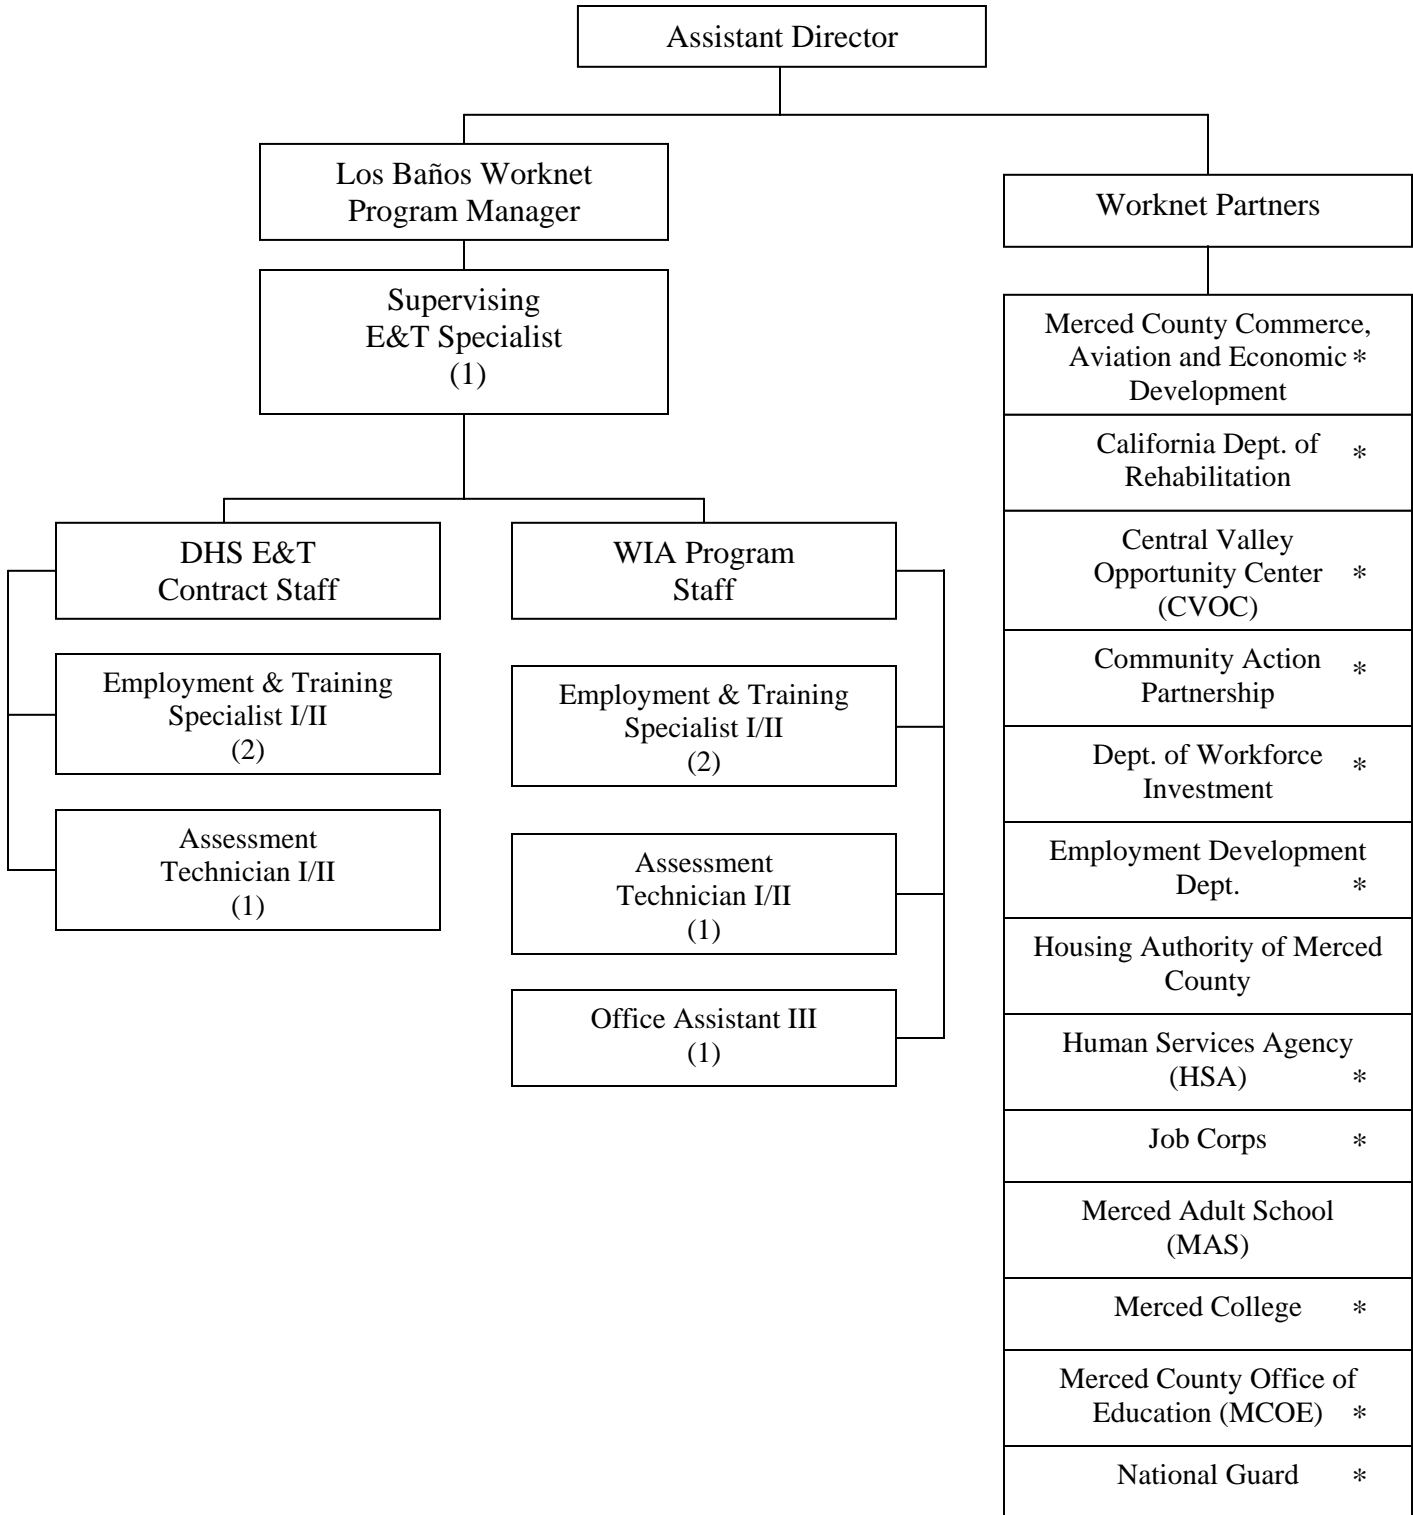 Assistant Director
Los Baños Worknet
Program Manager
Supervising
E&T Specialist
(1)
DHS E&T
Contract Staff
Employment & Training
Specialist I/II
(2)
Assessment
Technician I/II
(1)
WIA Program
Staff
Employment & Training
Specialist I/II
(2)
Assessment
Technician I/II
(1)
Office Assistant III
(1)
Worknet Partners
Merced County Commerce,
Aviation and Economic *
Development
California Dept. of *
Rehabilitation
Central Valley
Opportunity Center *
(CVOC)
Community Action *
Partnership
Dept. of Workforce *
Investment
Employment Development
Dept. *
Housing Authority of Merced
County
Human Services Agency
(HSA) *
Job Corps *
Merced Adult School
(MAS)
Merced College *
Merced County Office of
Education (MCOE) *
National Guard *